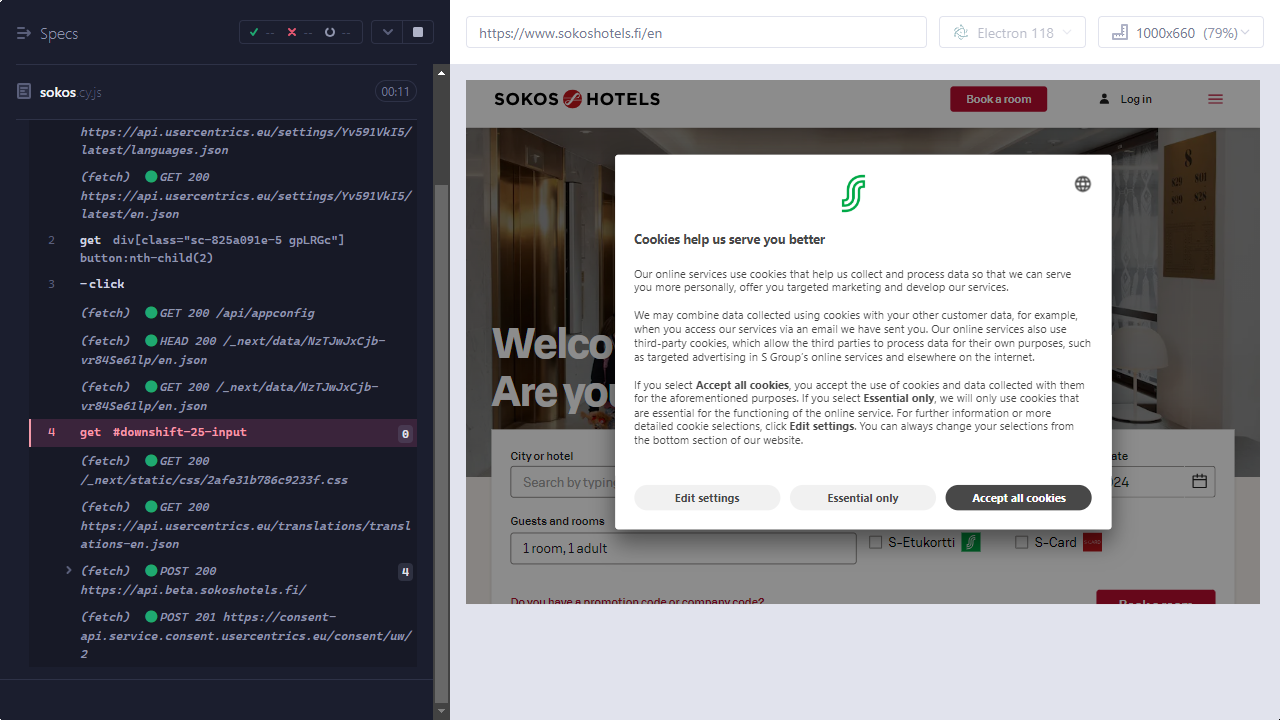 Specs
-- -- --
sokos.cy.js
00:11
https://api.usercentrics.eu/settings/Yv591VkI5/
latest/languages.json
(fetch) GET 200
https://api.usercentrics.eu/settings/Yv591VkI5/
latest/en.json
2 get div[class="sc-825a091e-5 gpLRGc"]
button:nth-child(2)
3 -click
(fetch) GET 200 /api/appconfig
(fetch) HEAD 200 /_next/data/NzTJwJxCjb-
vr84Se61lp/en.json
(fetch) GET 200 /_next/data/NzTJwJxCjb-
vr84Se61lp/en.json
4 get #downshift-25-input 0
(fetch) GET 200
/_next/static/css/2afe31b786c9233f.css
(fetch) GET 200
https://api.usercentrics.eu/translations/transl
ations-en.json
(fetch) POST 200 4
https://api.beta.sokoshotels.fi/
(fetch) POST 201 https://consent-
api.service.consent.usercentrics.eu/consent/uw/
2
https://www.sokoshotels.fi/en
Electron 118
1000x660 (79%)
SOKOS HOTELS
Book a room
Log in
8
829 801
Welco
Are you
Cookies help us serve you better
Our online services use cookies that help us collect and process data so that we can serve
you more personally, offer you targeted marketing and develop our services.
We may combine data collected using cookies with your other customer data, for example,
when you access our services via an email we have sent you. Our online services also use
third-party cookies, which allow the third parties to process data for their own purposes, such
as targeted advertising in S Group's online services and elsewhere on the internet.
If you select Accept all cookies, you accept the use of cookies and data collected with them
for the aforementioned purposes. If you select Essential only, we will only use cookies that
are essential for the functioning of the online service. For further information or more
detailed cookie selections, click Edit settings. You can always change your selections from
the bottom section of our website.
Edit settings
Essential only
Accept all cookies
City or hotel
ate
Search by typing
024
Guests and rooms
1 room, 1 adult
S-Etukortti
S-Card
Do you have a promotion code or company code?
Book a room